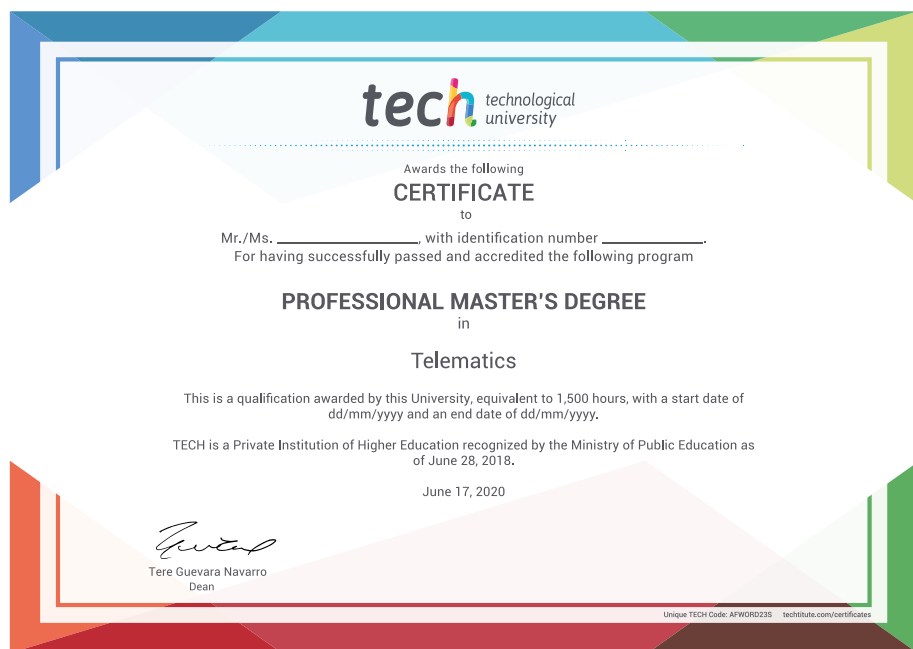 tech technological
university
Awards the following
CERTIFICATE
to
Mr./Ms. ____________________, with identification number ______________.
For having successfully passed and accredited the following program
PROFESSIONAL MASTER'S DEGREE
in
Telematics
This is a qualification awarded by this University, equivalent to 1,500 hours, with a start date of
dd/mm/yyyy and an end date of dd/mm/yyyy.
TECH is a Private Institution of Higher Education recognized by the Ministry of Public Education as
of June 28, 2018.
June 17, 2020
Tere Guevara Navarro
Dean
Unique TECH Code: AFWORD23S techtitute.com/certificates